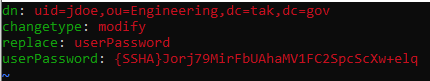 dn: uid=jdoe,ou=Engineering,dc=tak,dc=gov
changetype: modify
replace: userPassword
userPassword: {SSHA}Jorj79MirFbUAhaMV1FC2SpcScXw+elq
~